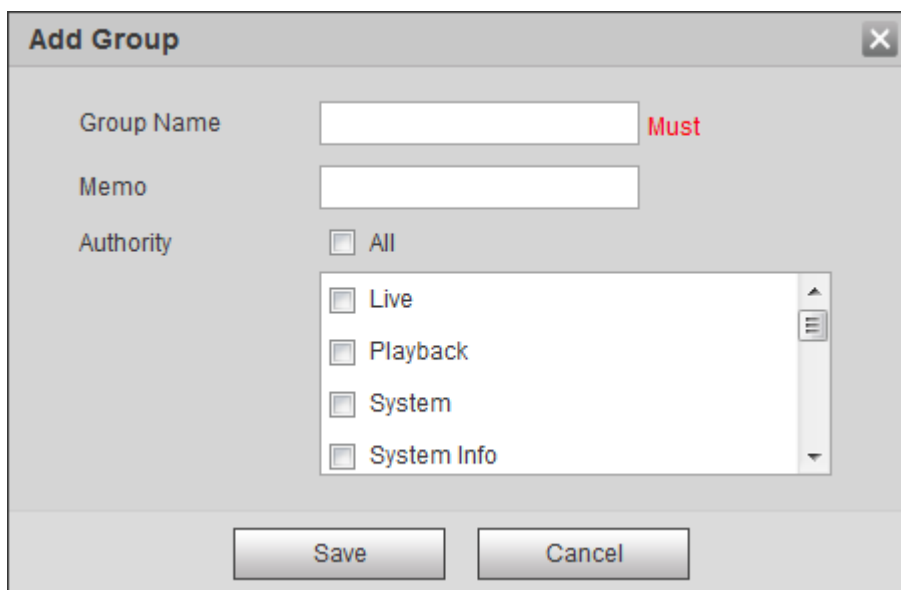 Add Group
Group Name Must
Memo
Authority All
Live
Playback
System
System Info
Save Cancel